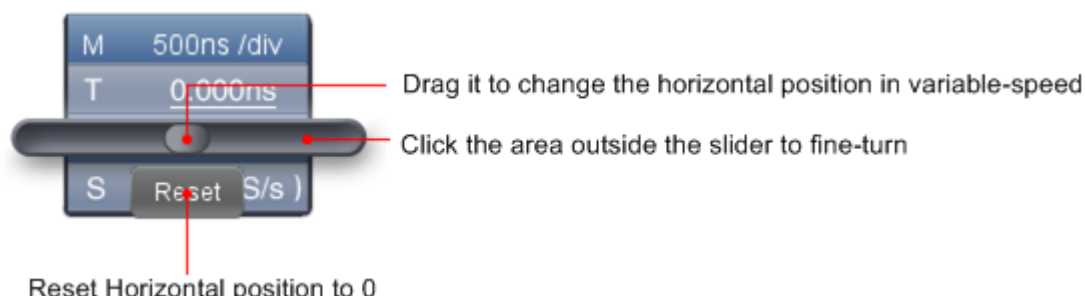 M 500ns /div
T 0.000ns
Drag it to change the horizontal position in variable-speed
Click the area outside the slider to fine-turn
S Reset S/s )
Reset Horizontal position to 0